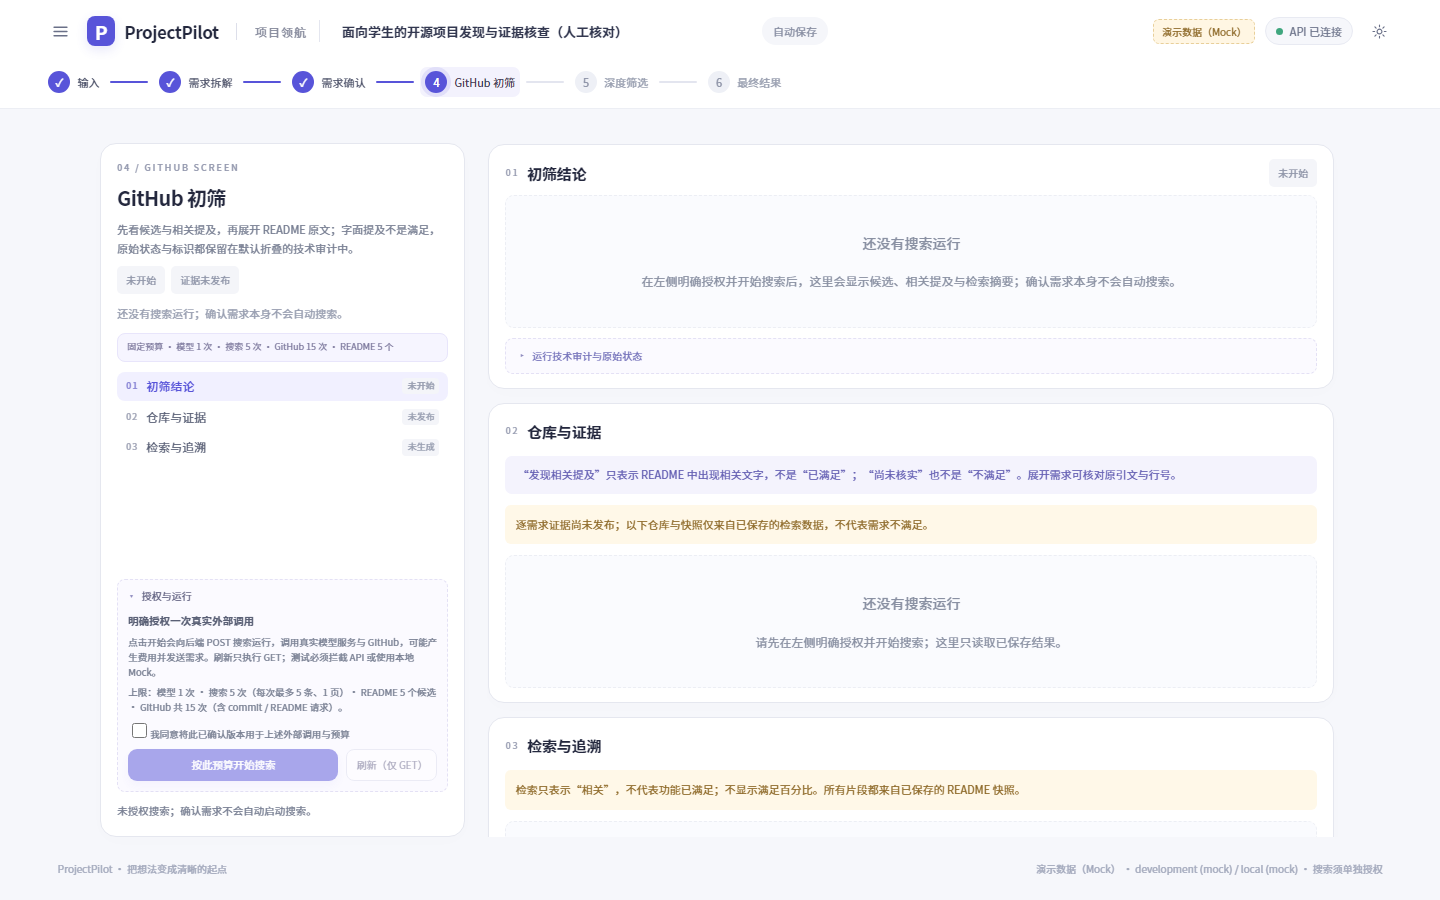 P ProjectPilot 项目领航 面向学生的开源项目发现与证据核查（人工核对） 自动保存 演示数据（Mock） API 已连接
输入 需求拆解 需求确认 4 GitHub 初筛 5 深度筛选 6 最终结果
04 / GITHUB SCREEN
GitHub 初筛
先看候选与相关提及，再展开 README 原文；字面提及不是满足，
原始状态与标识都保留在默认折叠的技术审计中。
未开始 证据未发布
还没有搜索运行；确认需求本身不会自动搜索。
固定预算 · 模型 1 次 · 搜索 5 次 · GitHub 15 次 · README 5 个
01 初筛结论 未开始
02 仓库与证据 未发布
03 检索与追溯 未生成
授权与运行
明确授权一次真实外部调用
点击开始会向后端 POST 搜索运行，调用真实模型服务与 GitHub，可能产
生费用并发送需求。刷新只执行 GET；测试必须拦截 API 或使用本地
Mock。
上限：模型 1 次 · 搜索 5 次（每次最多 5 条、1 页） · README 5 个候选
· GitHub 共 15 次（含 commit / README 请求）。
我同意将此已确认版本用于上述外部调用与预算
按此预算开始搜索 刷新（仅 GET）
未授权搜索；确认需求不会自动启动搜索。
01 初筛结论 未开始
还没有搜索运行
在左侧明确授权并开始搜索后，这里会显示候选、相关提及与检索摘要；确认需求本身不会自动搜索。
运行技术审计与原始状态
02 仓库与证据
“发现相关提及”只表示 README 中出现相关文字，不是“已满足”；“尚未核实”也不是“不满足”。展开需求可核对原引文与行号。
逐需求证据尚未发布；以下仓库与快照仅来自已保存的检索数据，不代表需求不满足。
还没有搜索运行
请先在左侧明确授权并开始搜索；这里只读取已保存结果。
03 检索与追溯
检索只表示“相关”，不代表功能已满足；不显示满足百分比。所有片段都来自已保存的 README 快照。
ProjectPilot · 把想法变成清晰的起点 演示数据（Mock） · development (mock) / local (mock) · 搜索须单独授权